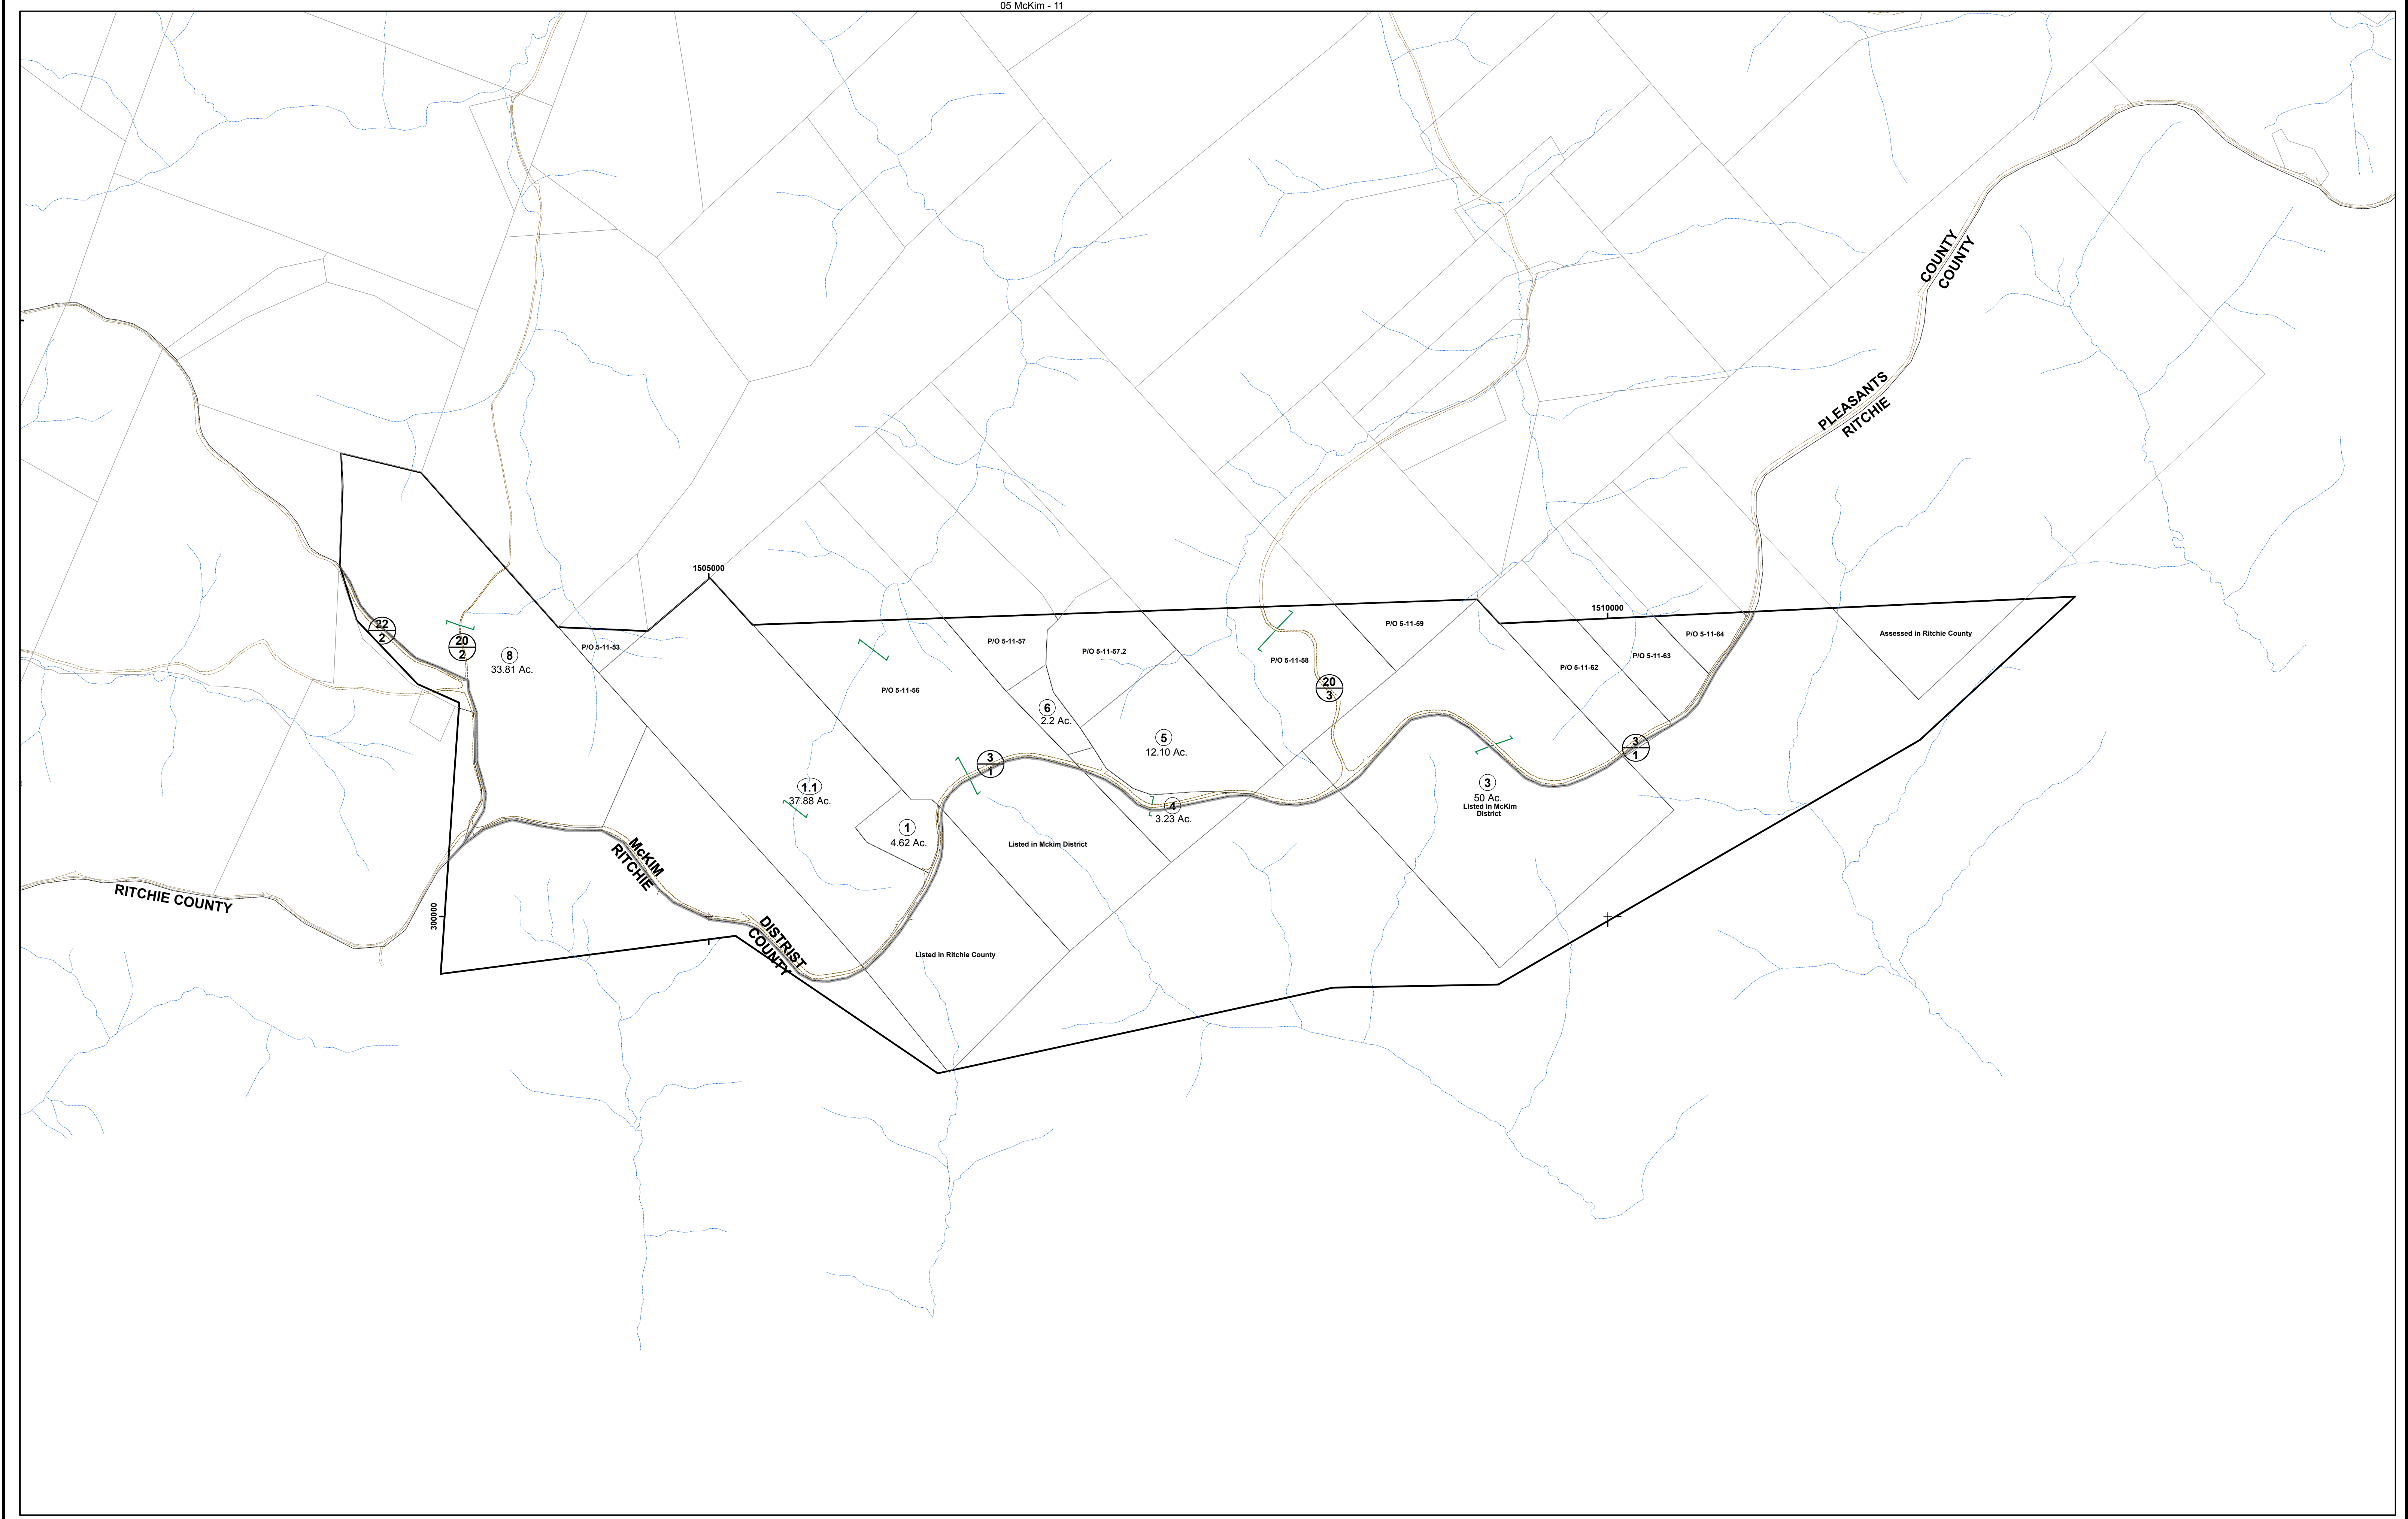 05 McKim - 11
COUNTY
COUNTY
PLEASANTS
RITCHIE
1505000
1510000
22
2
20
2
8
33.81 Ac.
P/O 5-11-53
P/O 5-11-56
P/O 5-11-57
P/O 5-11-57.2
P/O 5-11-58
P/O 5-11-59
P/O 5-11-62
P/O 5-11-63
P/O 5-11-64
Assessed in Ritchie County
20
3
6
2.2 Ac.
5
12.10 Ac.
3
1
3
1
1.1
37.88 Ac.
4
3.23 Ac.
3
50 Ac.
Listed in McKim
District
1
4.62 Ac.
Listed in Mckim District
McKIM
RITCHIE
RITCHIE COUNTY
300000
DISTRIST
COUNTY
Listed in Ritchie County